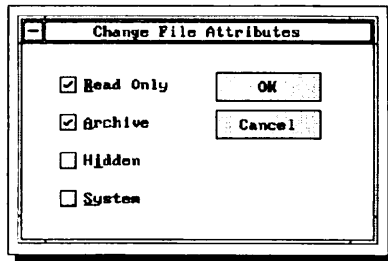 Change File Attributes
Read Only
OK
Archive
Cancel
Hidden
System